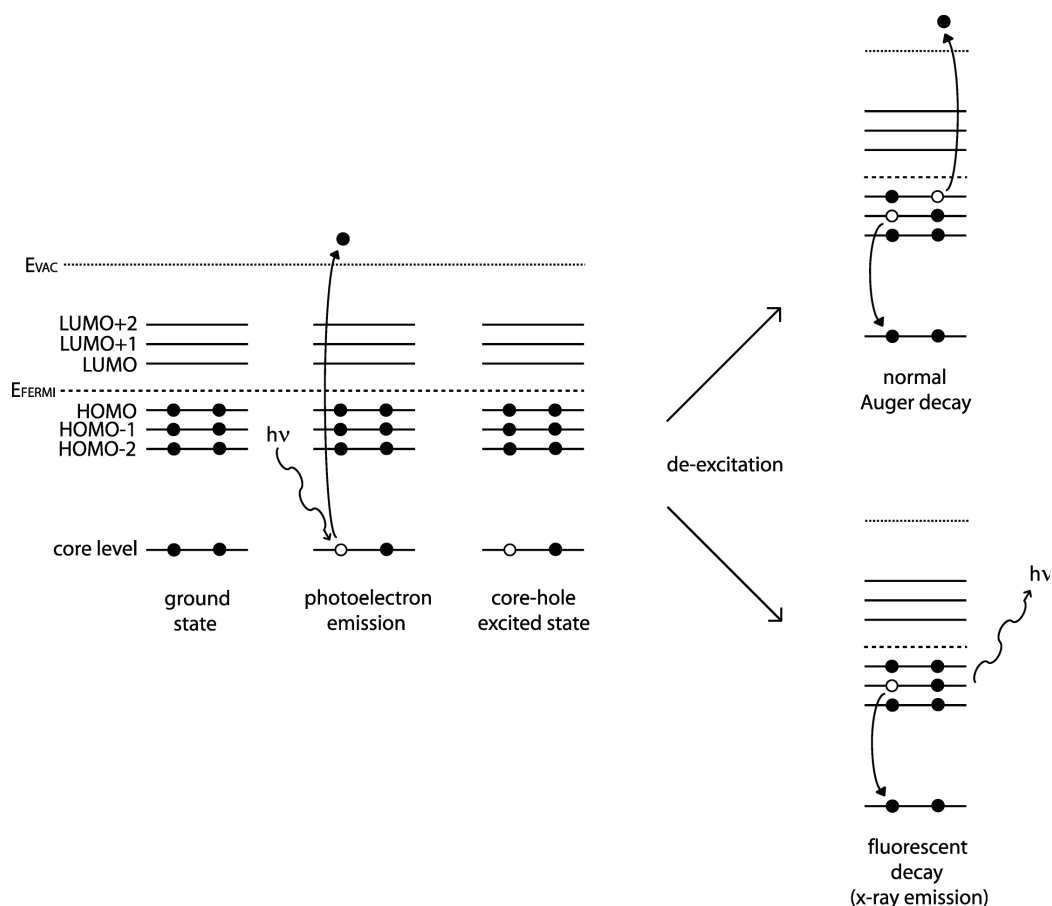 EVAC
LUMO+2
LUMO+1
LUMO
EFERMI
HOMO
HOMO-1
HOMO-2
hν
core level
ground
state
photoelectron
emission
core-hole
excited state
de-excitation
normal
Auger decay
hν
fluorescent
decay
(x-ray emission)